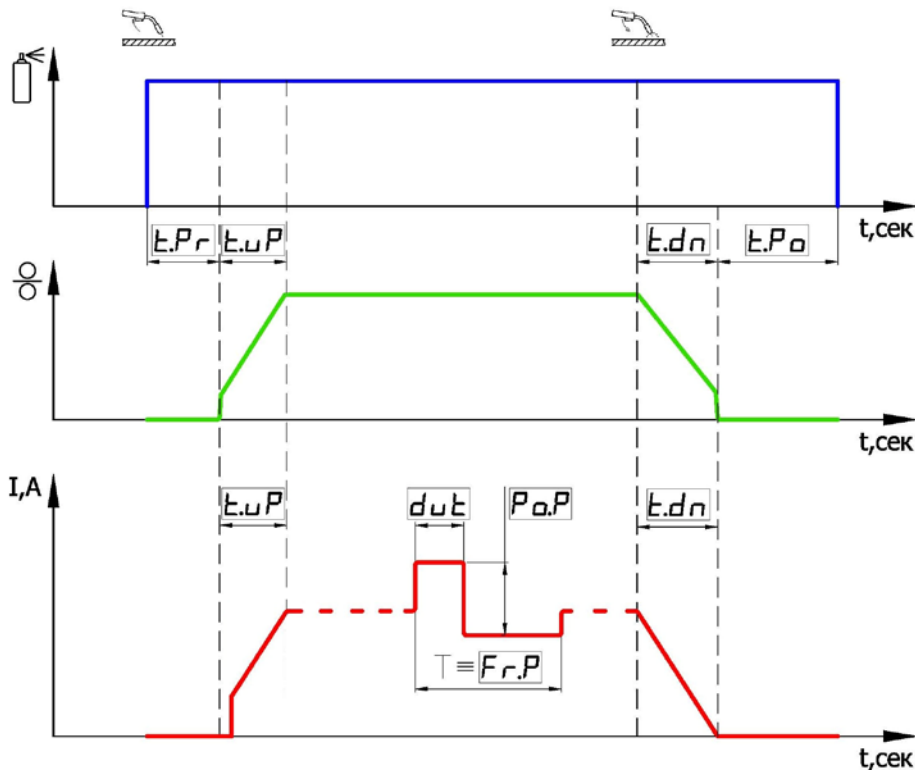 t.Pr t.uP t.dn t.Po t,сек
t,сек
I,A t.uP dut Po.P t.dn
T ≡ Fr.P
t,сек